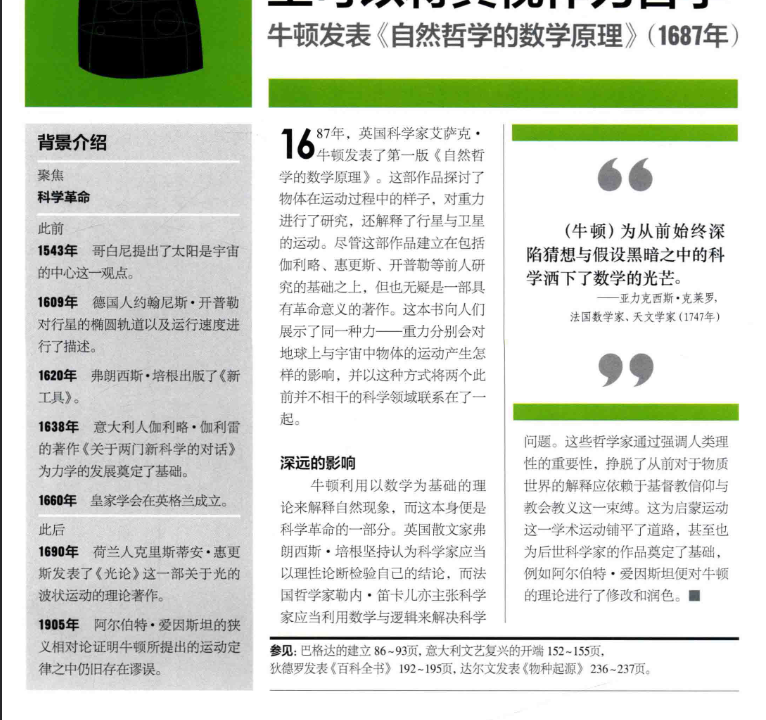 牛顿发表《自然哲学的数学原理》（1687年）
背景介绍
聚焦
科学革命
此前
1543年 哥白尼提出了太阳是宇宙
的中心这一观点。
1609年 德国人约翰尼斯·开普勒
对行星的椭圆轨道以及运行速度进
行了描述。
1620年 弗朗西斯·培根出版了《新
工具》。
1638年 意大利人伽利略·伽利雷
的著作《关于两门新科学的对话》
为力学的发展奠定了基础。
1660年 皇家学会在英格兰成立。
此后
1690年 荷兰人克里斯蒂安·惠更
斯发表了《光论》这一部关于光的
波状运动的理论著作。
1905年 阿尔伯特·爱因斯坦的狭
义相对论证明牛顿所提出的运动定
律之中仍旧存在谬误。
1687年，英国科学家艾萨克·
牛顿发表了第一版《自然哲
学的数学原理》。这部作品探讨了
物体在运动过程中的样子，对重力
进行了研究，还解释了行星与卫星
的运动。尽管这部作品建立在包括
伽利略、惠更斯、开普勒等前人研
究的基础之上，但也无疑是一部具
有革命意义的著作。这本书向人们
展示了同一种力——重力分别会对
地球上与宇宙中物体的运动产生怎
样的影响，并以这种方式将两个此
前并不相干的科学领域联系在了一
起。
深远的影响
牛顿利用以数学为基础的理
论来解释自然现象，而这本身便是
科学革命的一部分。英国散文家弗
朗西斯·培根坚持认为科学家应当
以理性论断检验自己的结论，而法
国哲学家勒内·笛卡儿亦主张科学
家应当利用数学与逻辑来解决科学
（牛顿）为从前始终深
陷猜想与假设黑暗之中的科
学洒下了数学的光芒。
——亚力克西斯·克莱罗，
法国数学家、天文学家（1747年）
问题。这些哲学家通过强调人类理
性的重要性，挣脱了从前对于物质
世界的解释应依赖于基督教信仰与
教会教义这一束缚。这为启蒙运动
这一学术运动铺平了道路，甚至也
为后世科学家的作品奠定了基础，
例如阿尔伯特·爱因斯坦便对牛顿
的理论进行了修改和润色。■
参见：巴格达的建立 86~93页，意大利文艺复兴的开端 152~155页，
狄德罗发表《百科全书》 192~195页，达尔文发表《物种起源》 236~237页。